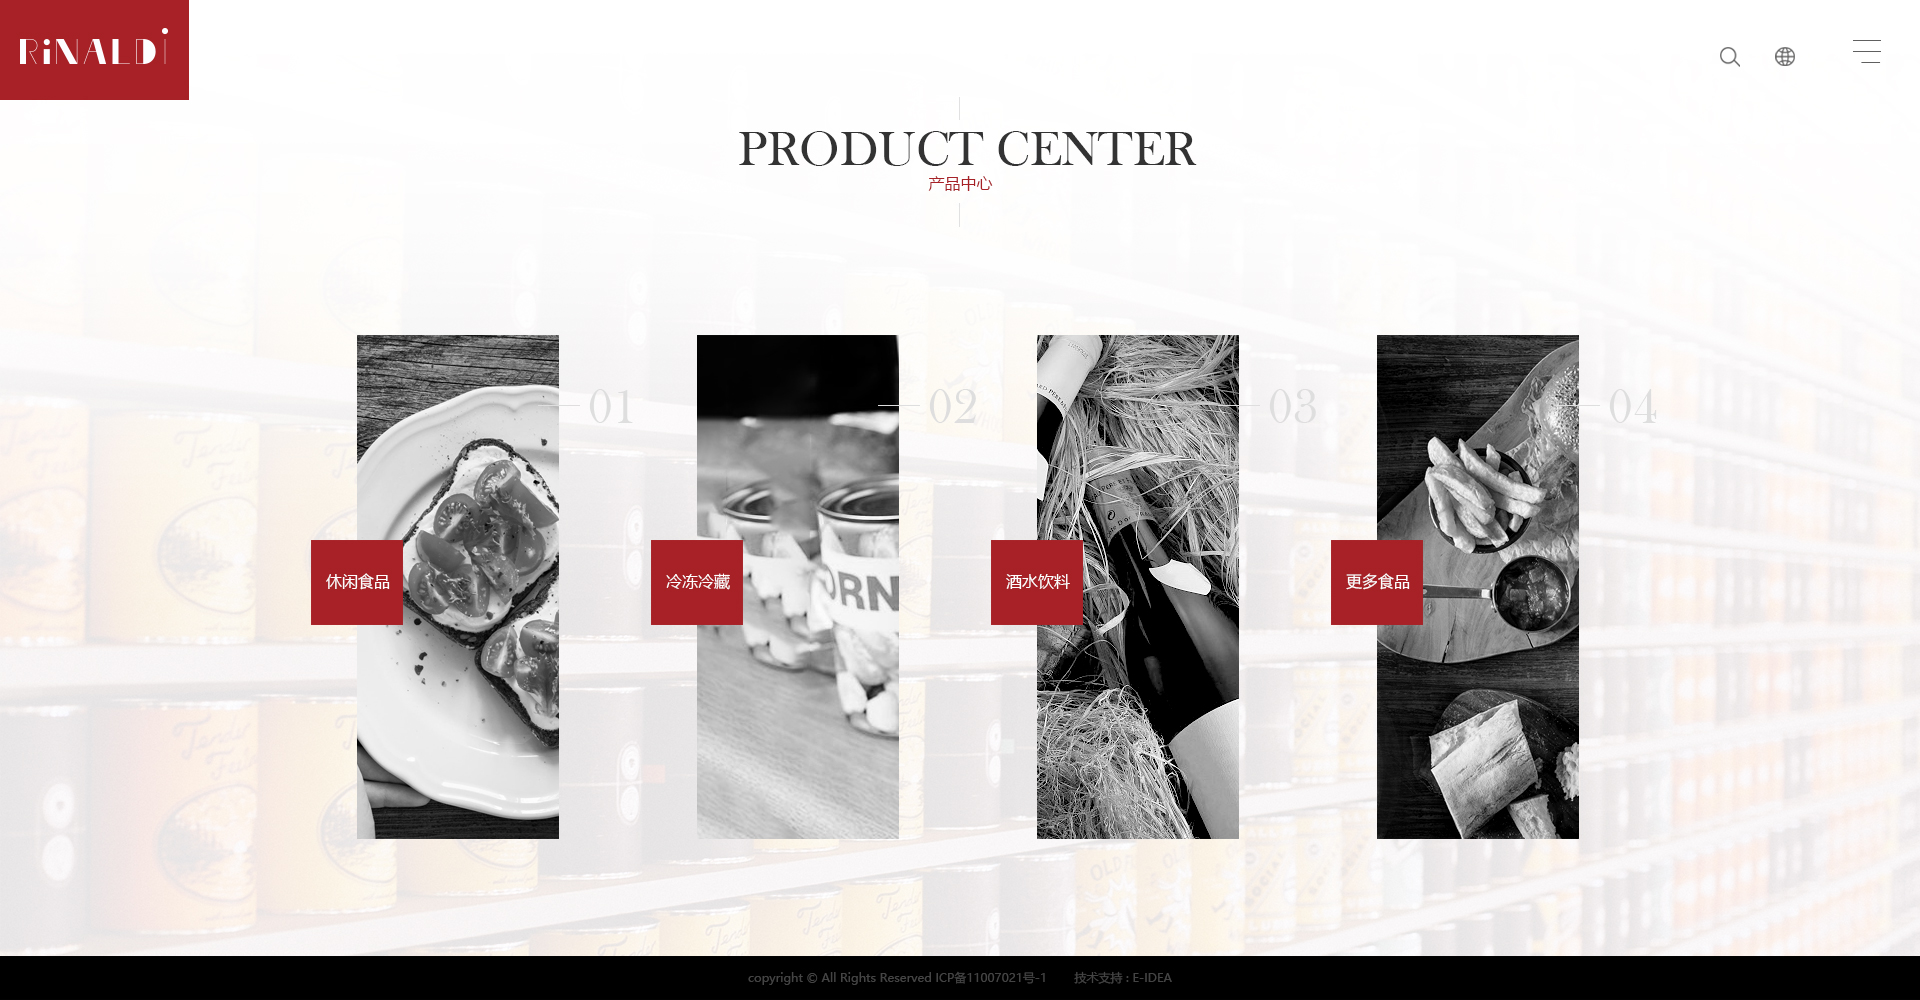 RiNALDi
PRODUCT CENTER
产品中心
01
02
03
04
休闲食品
冷冻冷藏
酒水饮料
更多食品
ORN
copyright © All Rights Reserved ICP备11007021号-1 技术支持 : E-IDEA